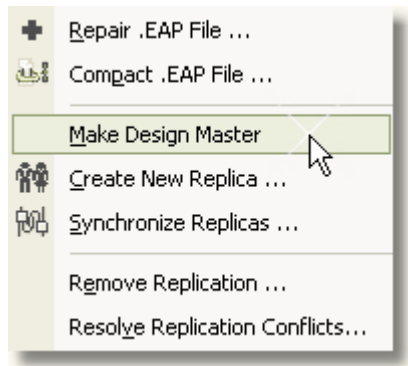 Repair .EAP File ...
Compact .EAP File ...
Make Design Master
Create New Replica ...
Synchronize Replicas ...
Remove Replication ...
Resolve Replication Conflicts...